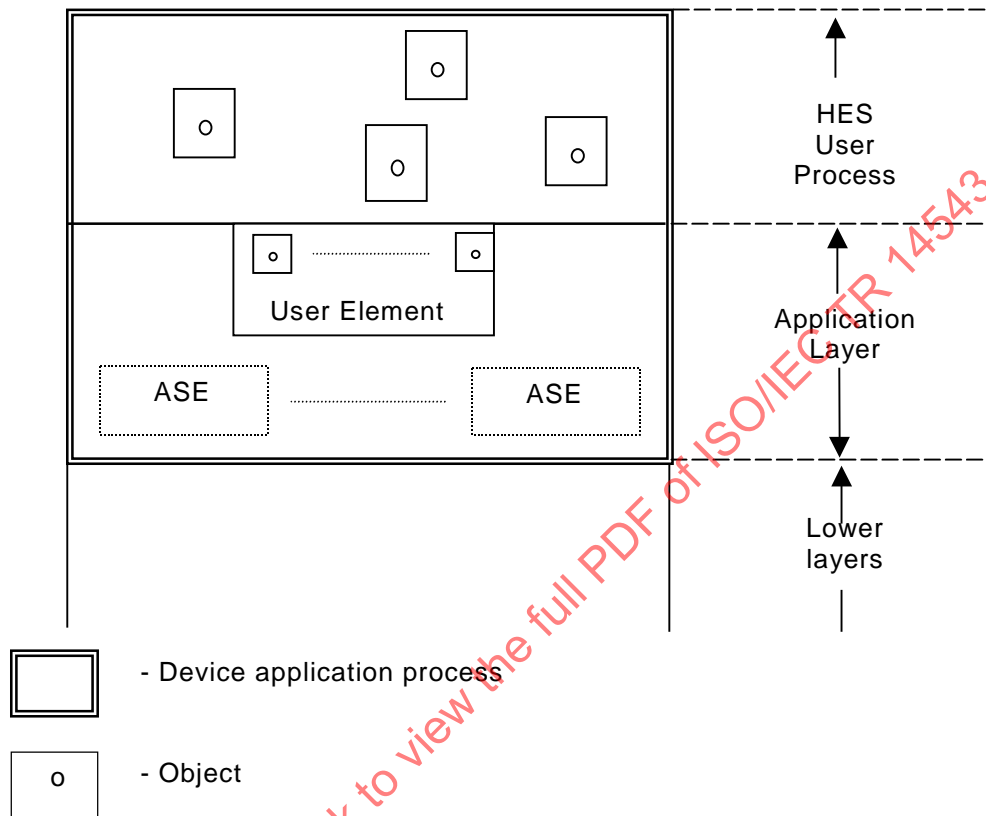 o
o
o
o
HES
User
Process
o
o
User Element
Application
Layer
ASE
ASE
Lower
layers
- Device application process
o
- Object
k to view the full PDF of ISO/IEC TR 14543